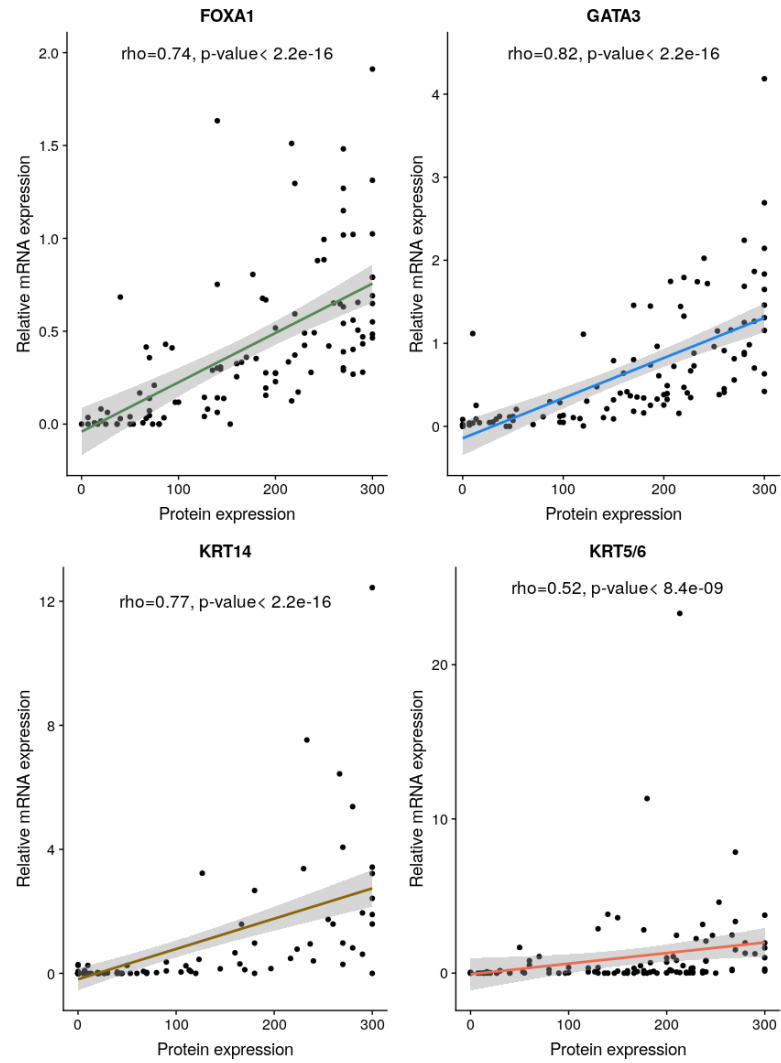 FOXA1
rho=0.74, p-value< 2.2e-16
Relative mRNA expression
2.0
1.5
1.0
0.5
0.0
0 100 200 300
Protein expression
GATA3
rho=0.82, p-value< 2.2e-16
Relative mRNA expression
4
3
2
1
0
0 100 200 300
Protein expression
KRT14
rho=0.77, p-value< 2.2e-16
Relative mRNA expression
12
8
4
0
0 100 200 300
Protein expression
KRT5/6
rho=0.52, p-value< 8.4e-09
Relative mRNA expression
20
10
0
0 100 200 300
Protein expression